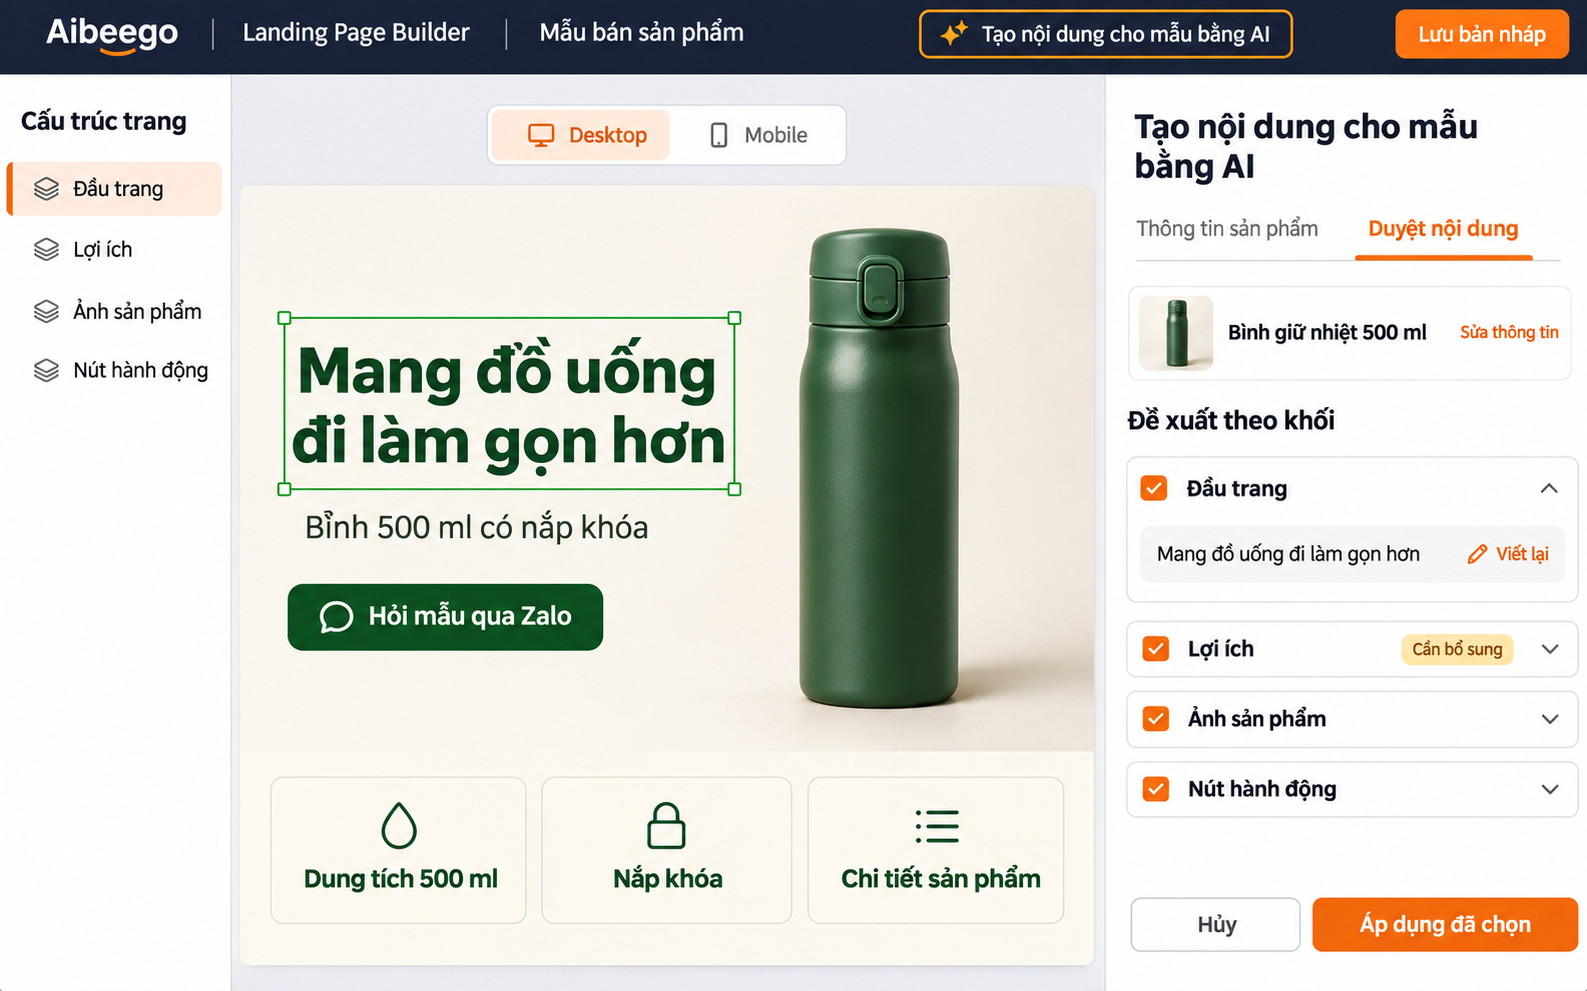 Aibeego
Landing Page Builder
Mẫu bán sản phẩm
Tạo nội dung cho mẫu bằng AI
Lưu bản nháp
Cấu trúc trang
Đầu trang
Lợi ích
Ảnh sản phẩm
Nút hành động
Desktop
Mobile
Mang đồ uống
đi làm gọn hơn
Bỉnh 500 ml có nắp khóa
Hỏi mẫu qua Zalo
Dung tích 500 ml
Nắp khóa
Chi tiết sản phẩm
Tạo nội dung cho mẫu
bằng AI
Thông tin sản phẩm
Duyệt nội dung
Bình giữ nhiệt 500 ml
Sửa thông tin
Đề xuất theo khối
Đầu trang
Mang đồ uống đi làm gọn hơn
Viết lại
Lợi ích
Cần bổ sung
Ảnh sản phẩm
Nút hành động
Hủy
Áp dụng đã chọn